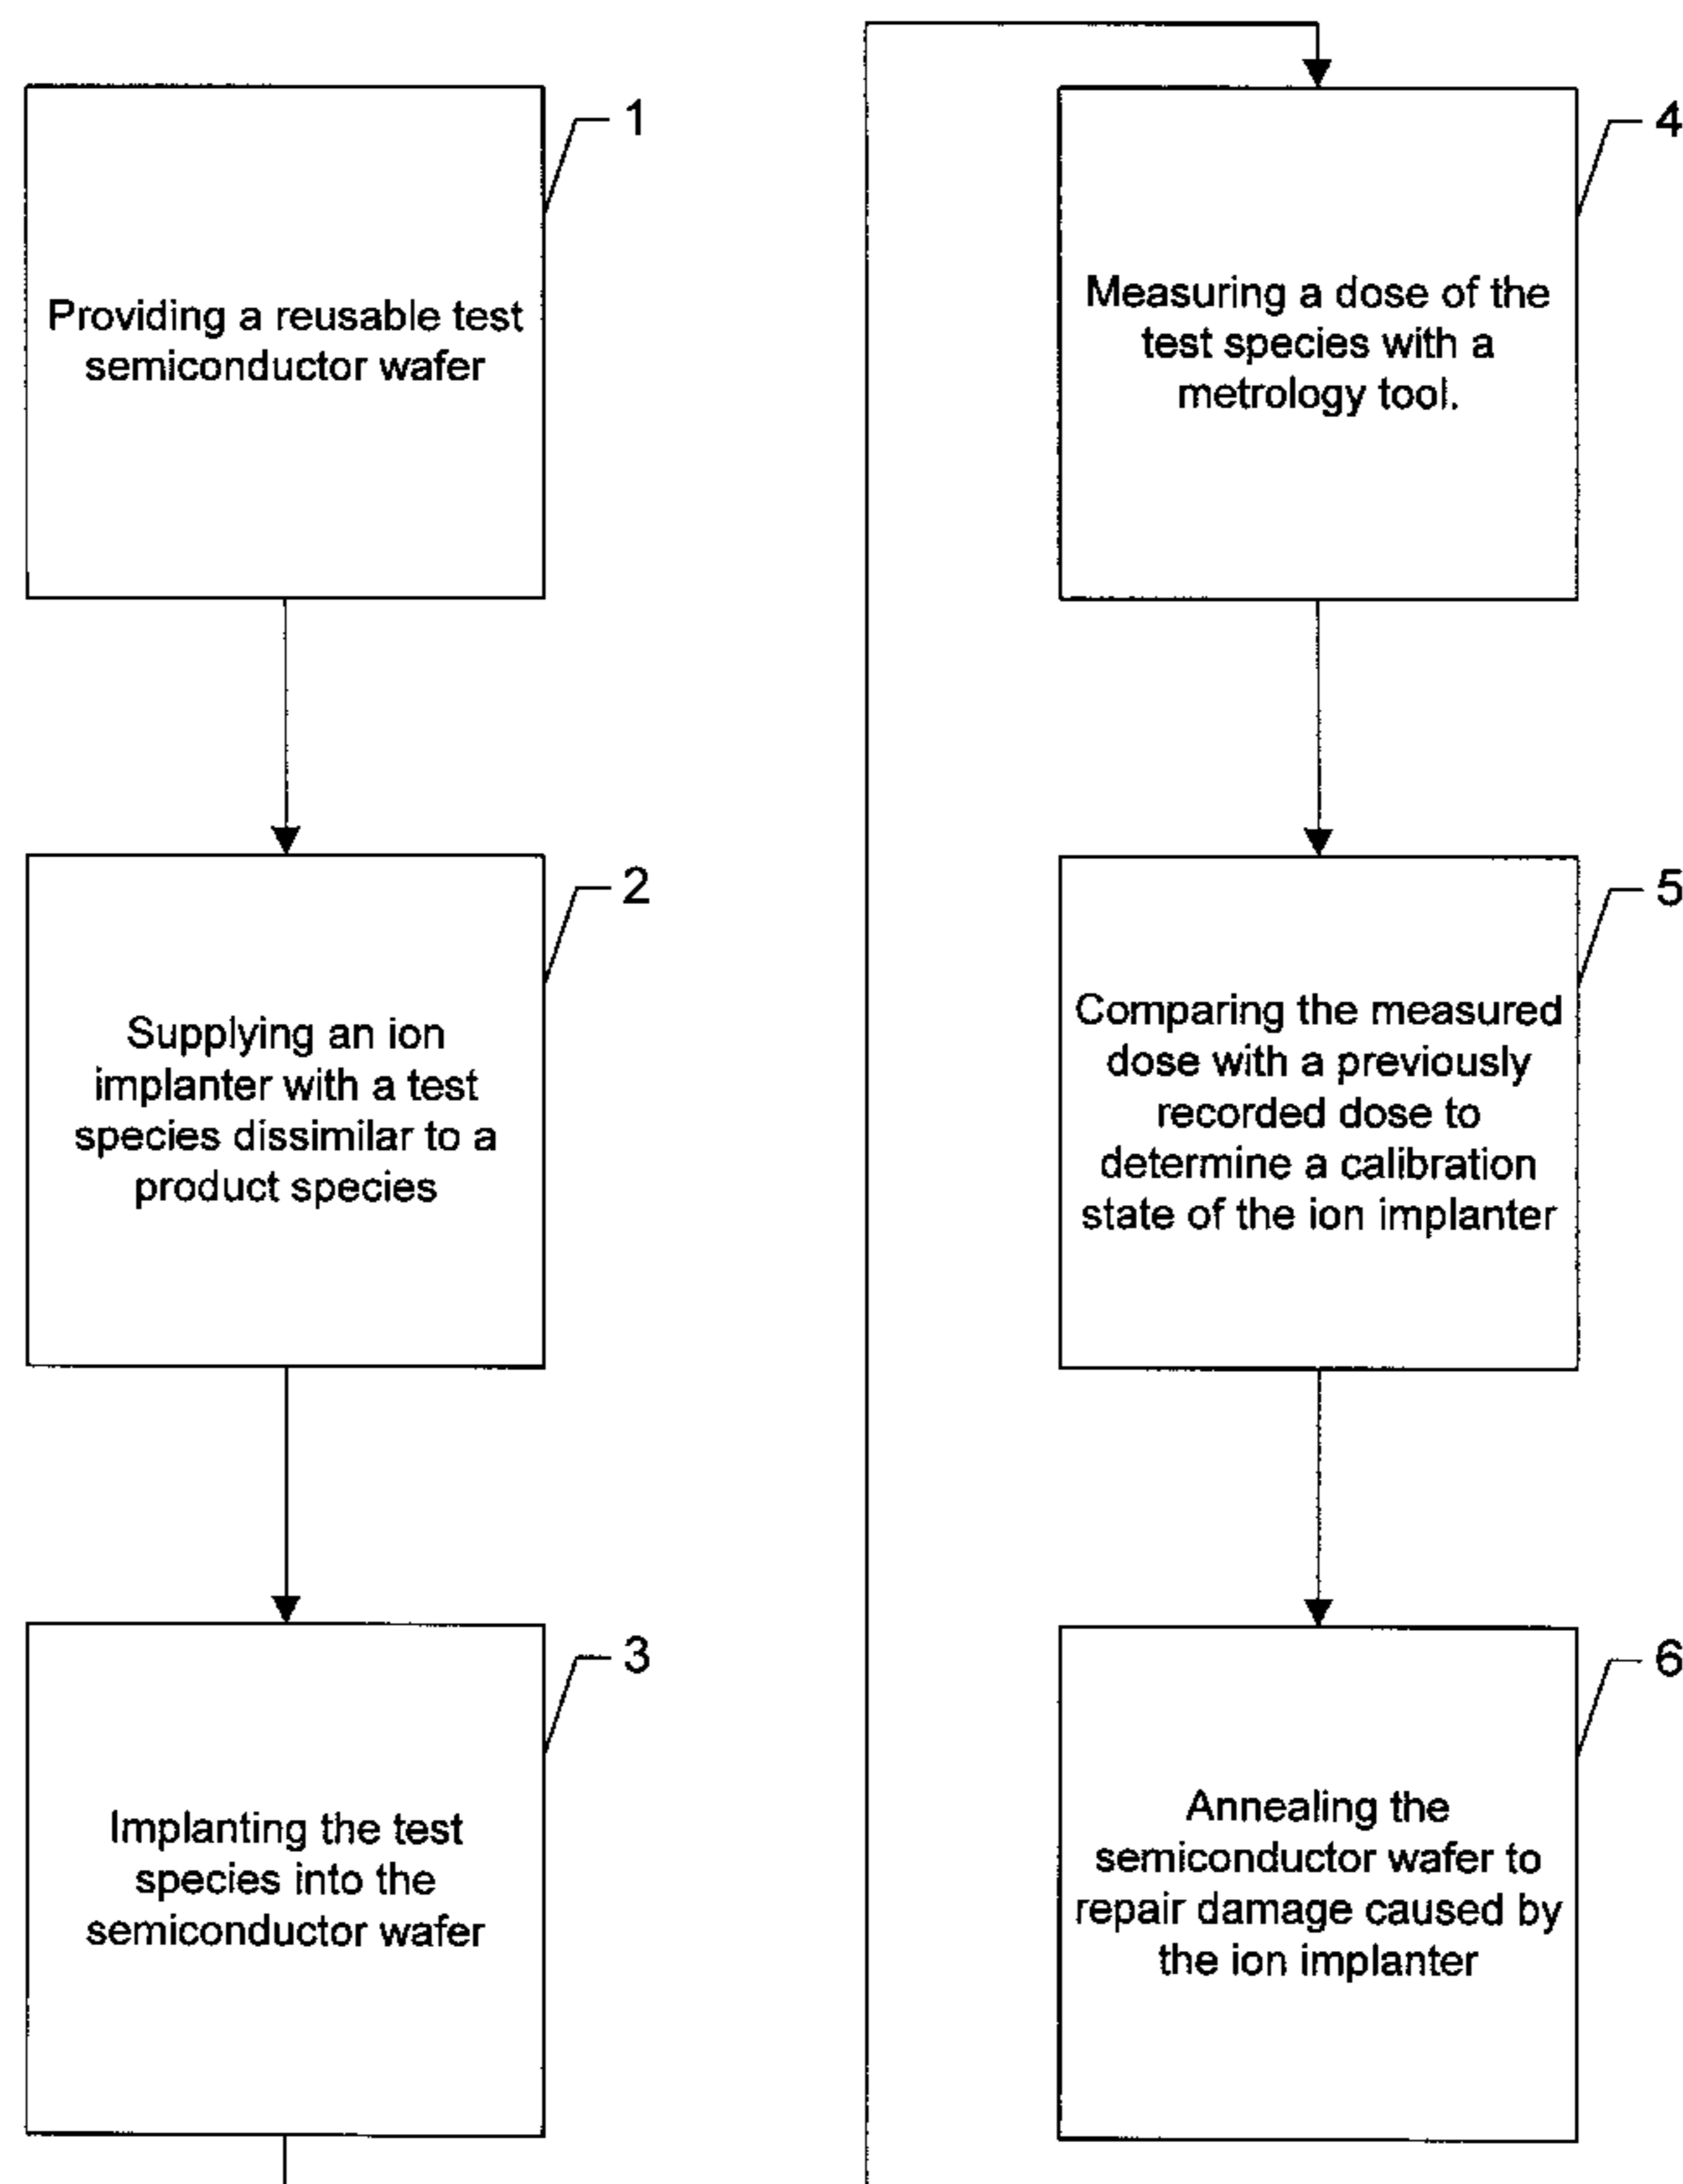 1
Providing a reusable test
semiconductor wafer
2
Supplying an ion
implanter with a test
species dissimilar to a
product species
3
Implanting the test
species into the
semiconductor wafer
4
Measuring a dose of the
test species with a
metrology tool.
5
Comparing the measured
dose with a previously
recorded dose to
determine a calibration
state of the ion implanter
6
Annealing the
semiconductor wafer to
repair damage caused by
the ion implanter